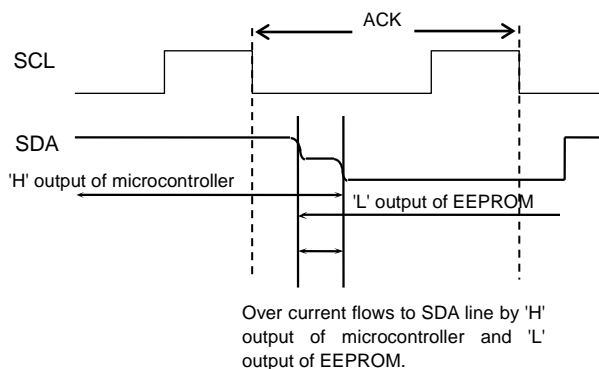 ACK
SCL
SDA
'H' output of microcontroller
'L' output of EEPROM
Over current flows to SDA line by 'H'
output of microcontroller and 'L'
output of EEPROM.